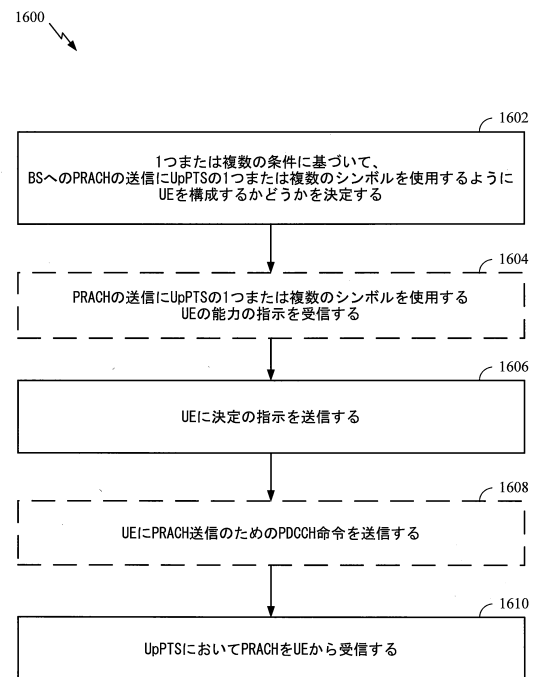 1600
1602
1つまたは複数の条件に基づいて、
BSへのPRACHの送信にUpPTSの1つまたは複数のシンボルを使用するように
UEを構成するかどうかを決定する
1604
PRACHの送信にUpPTSの1つまたは複数のシンボルを使用する
UEの能力の指示を受信する
1606
UEに決定の指示を送信する
1608
UEにPRACH送信のためのPDCCH命令を送信する
1610
UpPTSにおいてPRACHをUEから受信する